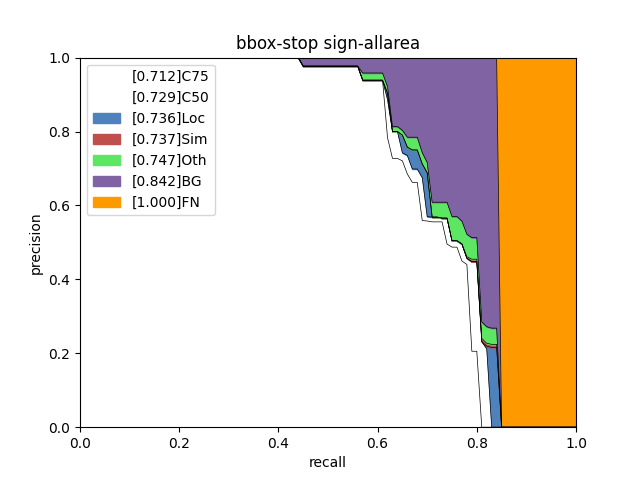 bbox-stop sign-allarea
1.0
0.8
0.6
0.4
0.2
0.0
precision
[0.712]C75
[0.729]C50
[0.736]Loc
[0.737]Sim
[0.747]Oth
[0.842]BG
[1.000]FN
0.0 0.2 0.4 0.6 0.8 1.0
recall